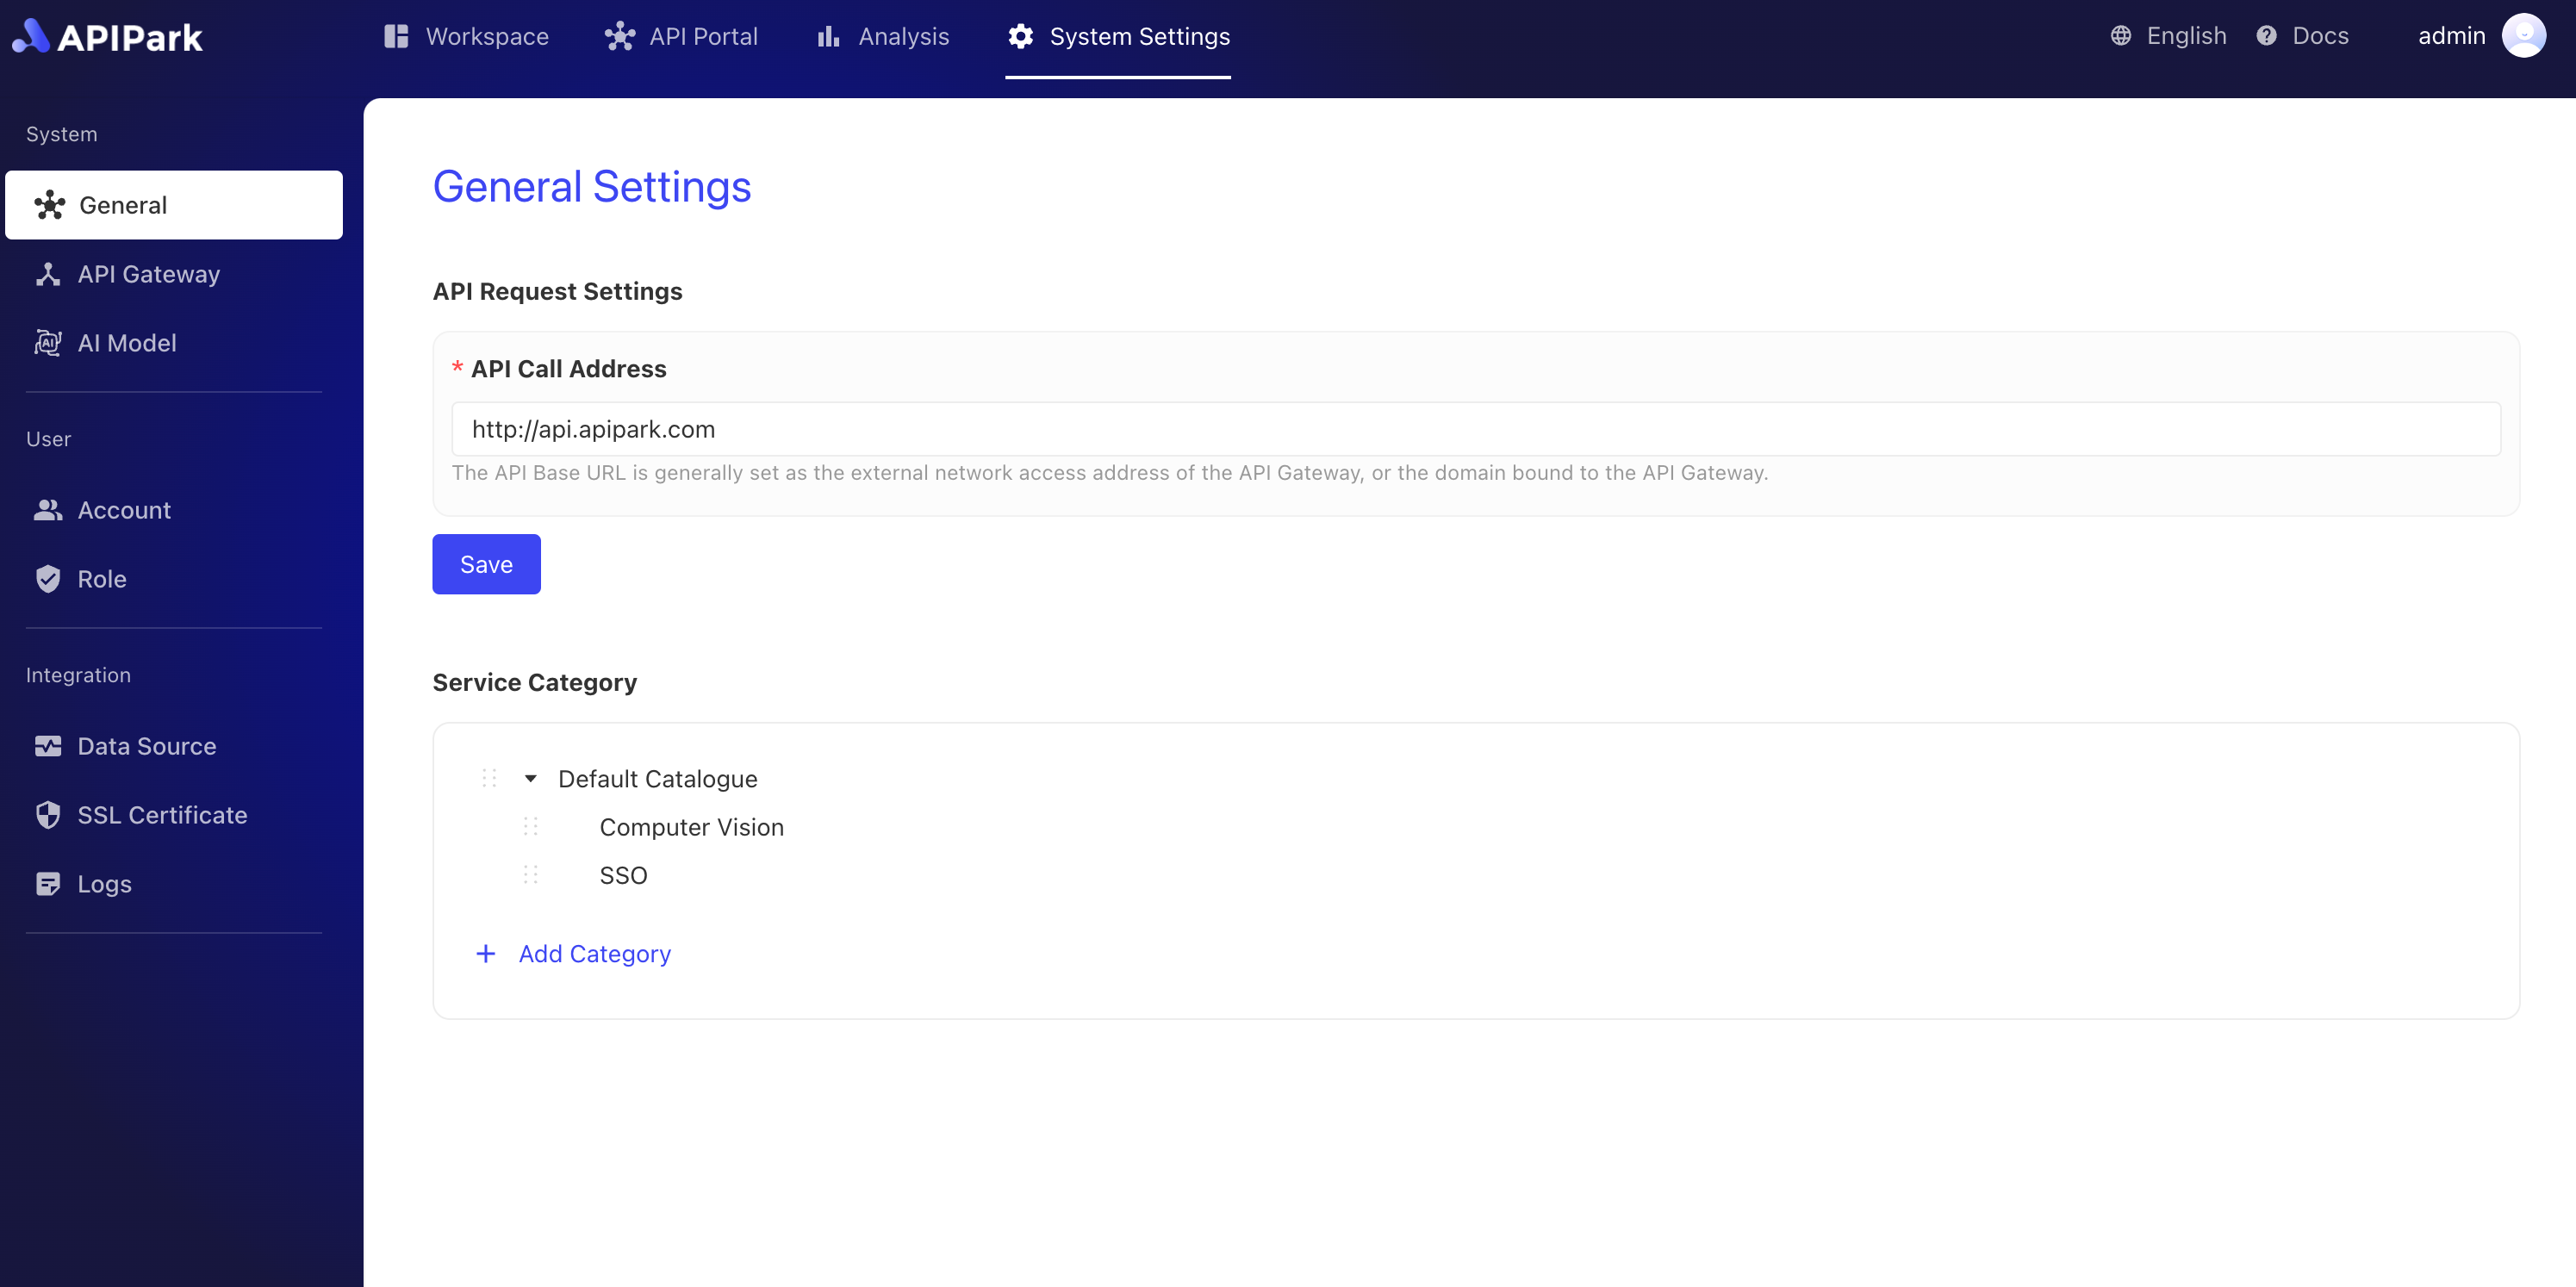 APIPark
Workspace
API Portal
Analysis
System Settings
English
Docs
admin
System
General
API Gateway
AI Model
User
Account
Role
Integration
Data Source
SSL Certificate
Logs
General Settings
API Request Settings
* API Call Address
http://api.apipark.com
The API Base URL is generally set as the external network access address of the API Gateway, or the domain bound to the API Gateway.
Save
Service Category
Default Catalogue
Computer Vision
SSO
+ Add Category